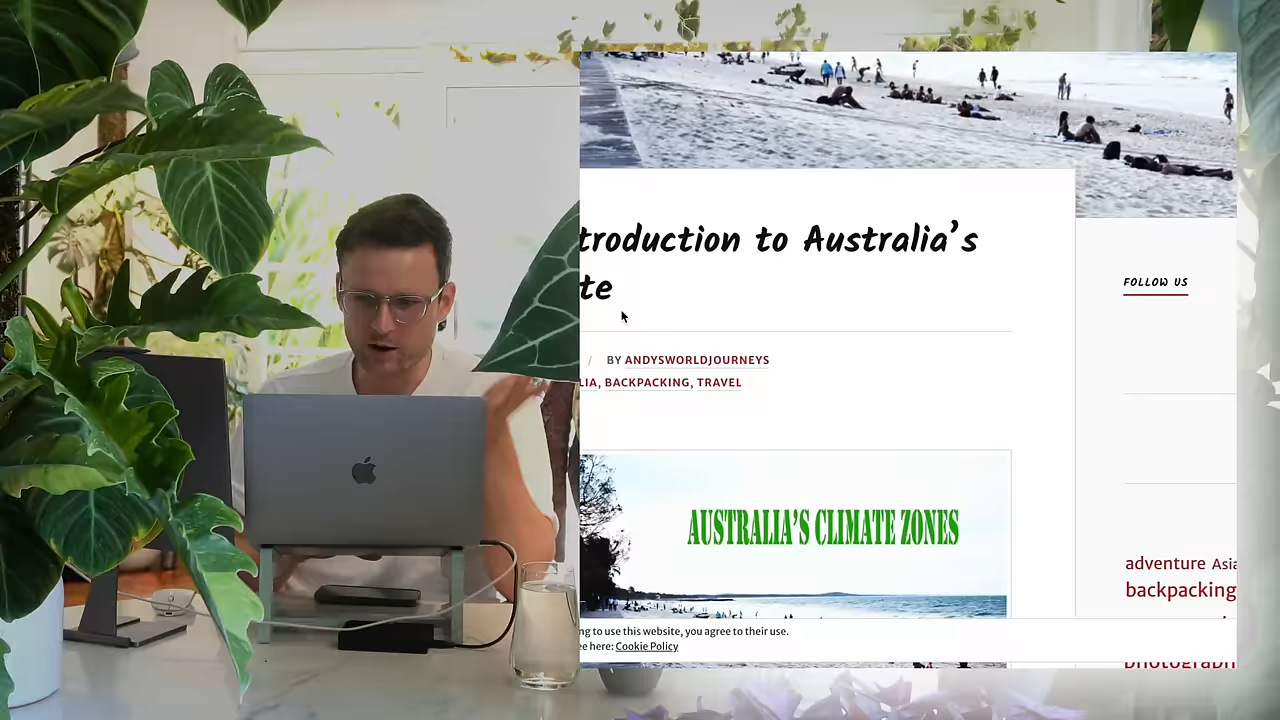 troduction to Australia's
te
FOLLOW US
/ BY ANDYSWORLDJOURNEYS
LIA, BACKPACKING, TRAVEL
AUSTRALIA'S CLIMATE ZONES
adventure Asia
backpacking
ng to use this website, you agree to their use.
ee here: Cookie Policy